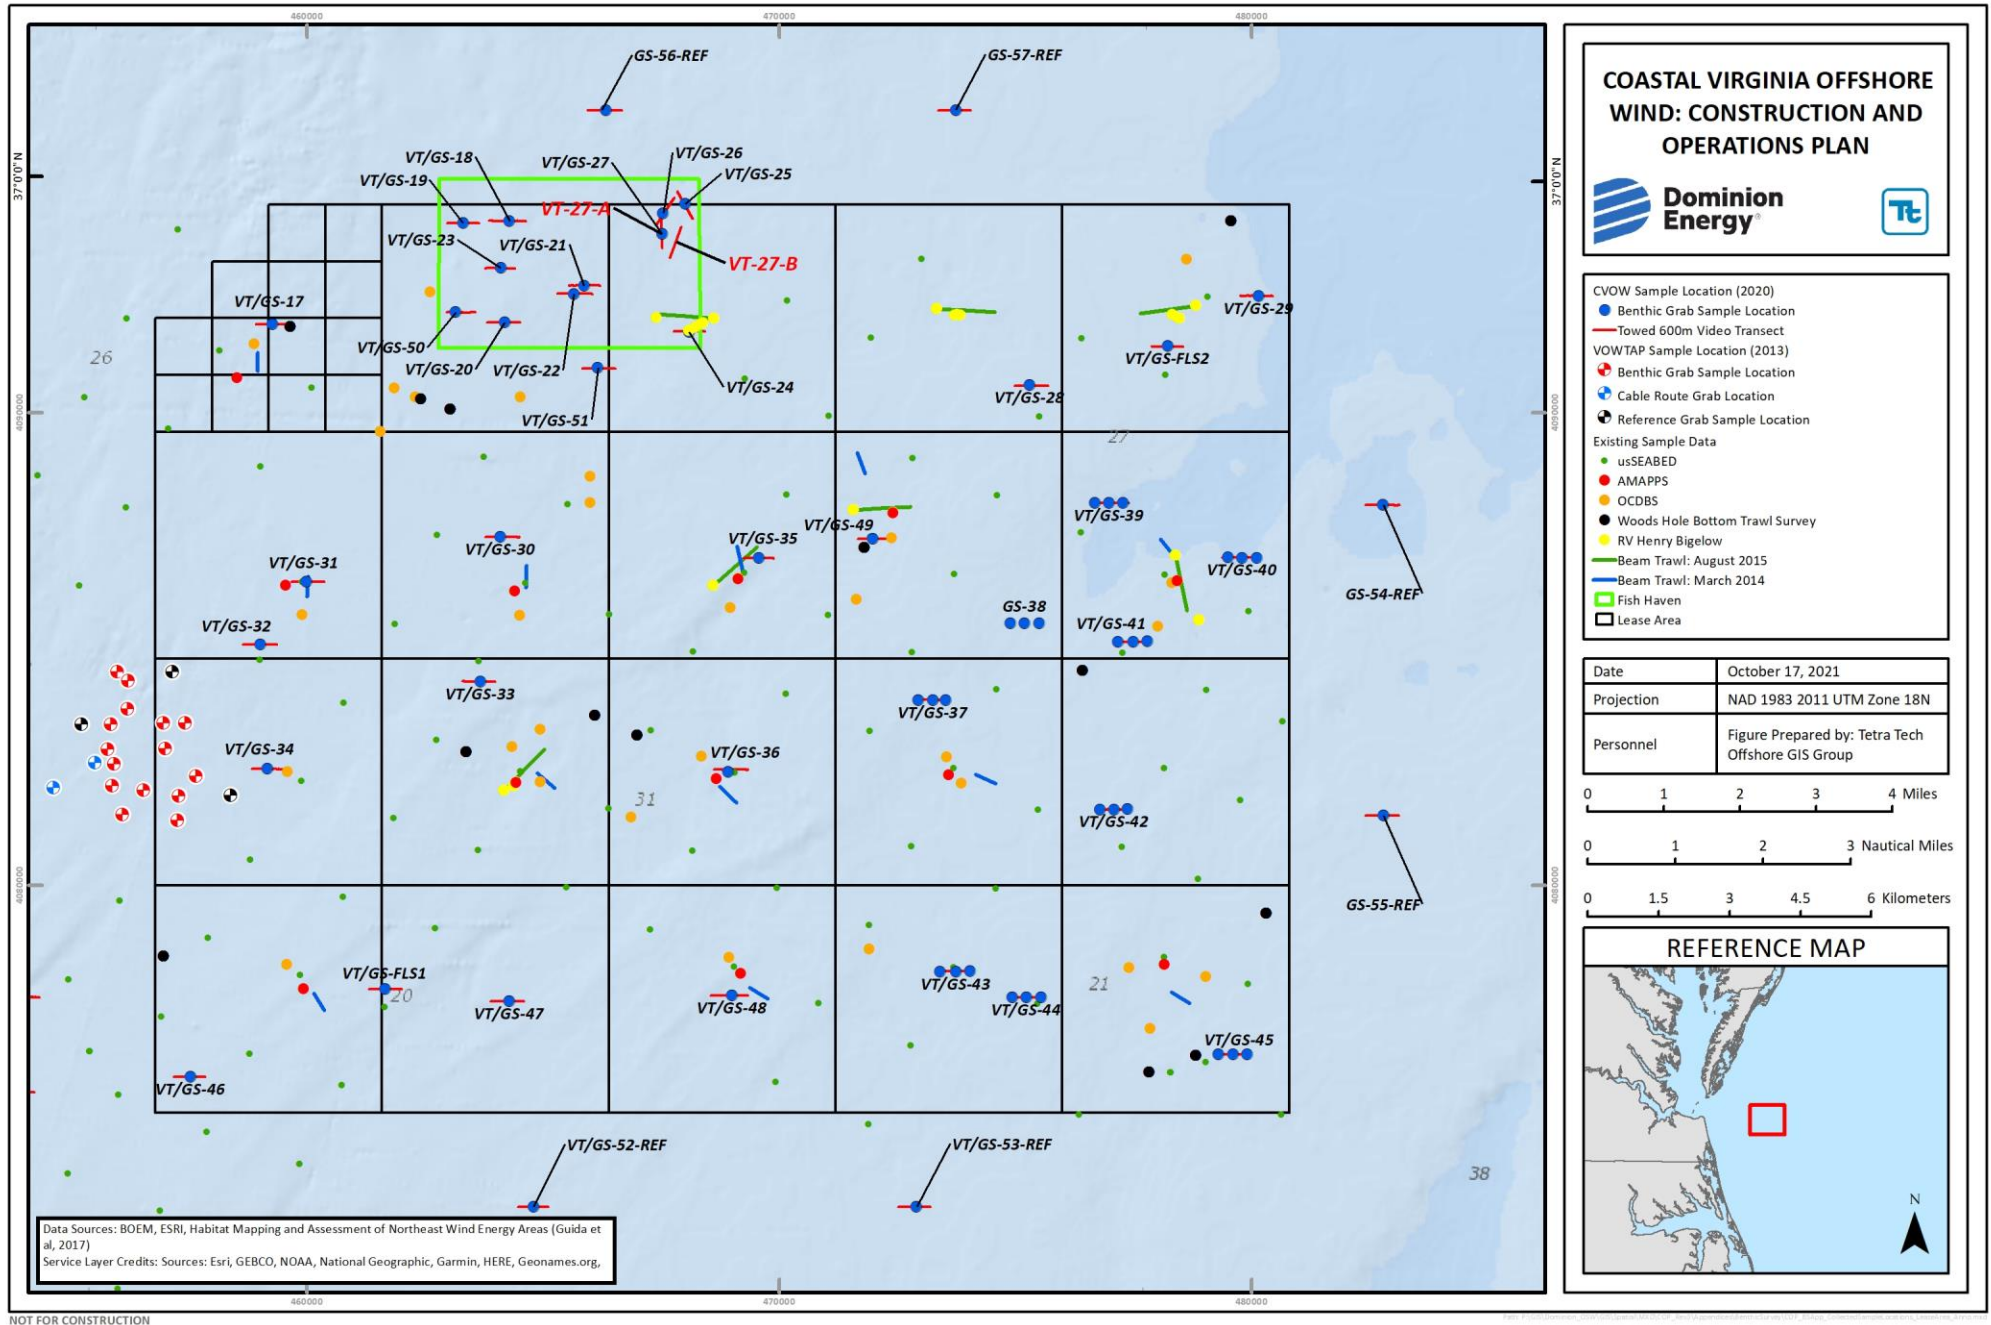 460000
470000
480000
GS-56-REF
GS-57-REF
37°0'0"N
37°0'0"N
VT/GS-18
VT/GS-27
VT/GS-26
VT/GS-19
VT/GS-25
VT-27-A
VT/GS-23
VT/GS-21
VT-27-B
VT/GS-17
VT/GS-29
26
VT/GS-50
VT/GS-FLS2
VT/GS-20
VT/GS-22
VT/GS-24
VT/GS-28
VT/GS-51
4090000
4090000
27
VT/GS-39
VT/GS-49
VT/GS-35
VT/GS-30
VT/GS-31
VT/GS-40
GS-54-REF
GS-38
VT/GS-32
VT/GS-41
VT/GS-33
VT/GS-37
VT/GS-34
VT/GS-36
31
VT/GS-42
4080000
4080000
GS-55-REF
VT/GS-FLS1
20
VT/GS-43
21
VT/GS-47
VT/GS-48
VT/GS-44
VT/GS-45
VT/GS-46
VT/GS-52-REF
VT/GS-53-REF
38
Data Sources: BOEM, ESRI, Habitat Mapping and Assessment of Northeast Wind Energy Areas (Guida et
al, 2017)
Service Layer Credits: Sources: Esri, GEBCO, NOAA, National Geographic, Garmin, HERE, Geonames.org,
460000
470000
480000
NOT FOR CONSTRUCTION
COASTAL VIRGINIA OFFSHORE
WIND: CONSTRUCTION AND
OPERATIONS PLAN
Dominion
Energy®
Tt
CVOW Sample Location (2020)
Benthic Grab Sample Location
Towed 600m Video Transect
VOWTAP Sample Location (2013)
Benthic Grab Sample Location
Cable Route Grab Location
Reference Grab Sample Location
Existing Sample Data
usSEABED
AMAPPS
OCDBS
Woods Hole Bottom Trawl Survey
RV Henry Bigelow
Beam Trawl: August 2015
Beam Trawl: March 2014
Fish Haven
Lease Area
Date October 17, 2021
Projection NAD 1983 2011 UTM Zone 18N
Personnel Figure Prepared by: Tetra Tech
Offshore GIS Group
0 1 2 3 4 Miles
0 1 2 3 Nautical Miles
0 1.5 3 4.5 6 Kilometers
REFERENCE MAP
N